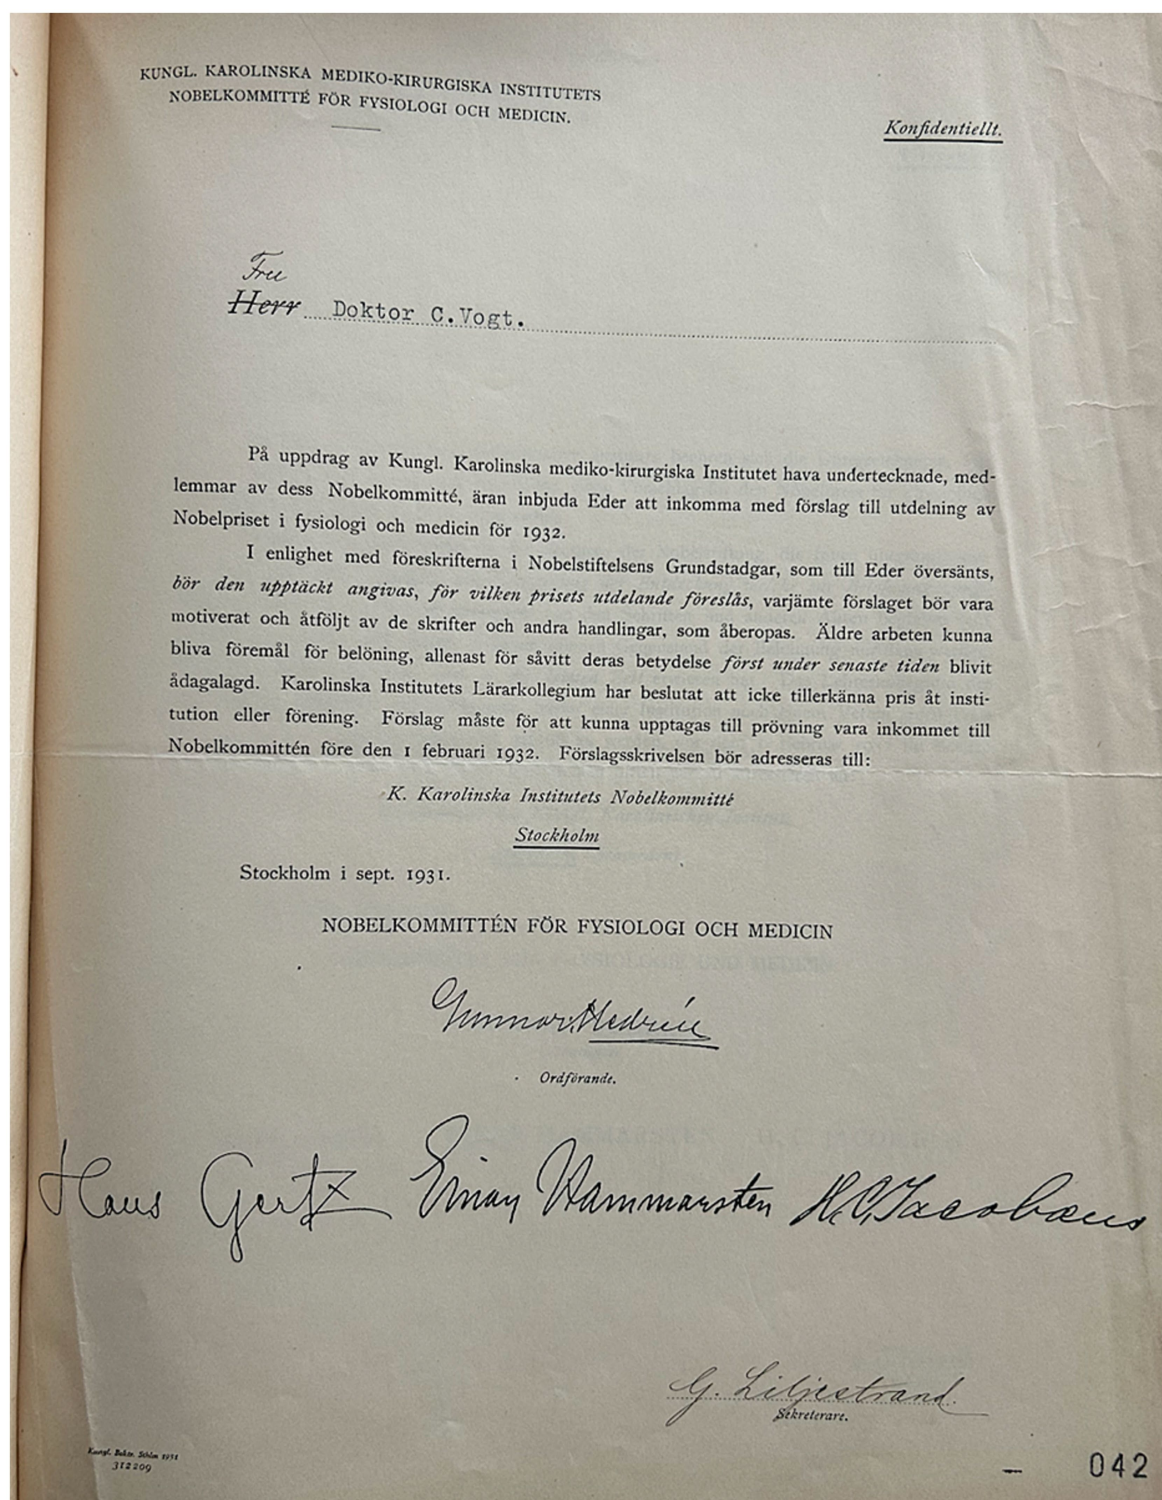 KUNGL. KAROLINSKA MEDIKO-KIRURGISKA INSTITUTETS
NOBELKOMMITTÉ FÖR FYSIOLOGI OCH MEDICIN.
Konfidentiellt.
Fru
Herr Doktor C.Vogt.
På uppdrag av Kungl. Karolinska mediko-kirurgiska Institutet hava undertecknade, med-
lemmar av dess Nobelkommitté, äran inbjuda Eder att inkomma med förslag till utdelning av
Nobelpriset i fysiologi och medicin för 1932.
I enlighet med föreskrifterna i Nobelstiftelsens Grundstadgar, som till Eder översänts,
bör den upptäckt angivas, för vilken prisets utdelande föreslås, varjämte förslaget bör vara
motiverat och åtföljt av de skrifter och andra handlingar, som åberopas. Äldre arbeten kunna
bliva föremål för belöning, allenast för såvitt deras betydelse först under senaste tiden blivit
ådagalagd. Karolinska Institutets Lärarkollegium har beslutat att icke tillerkänna pris åt insti-
tution eller förening. Förslag måste för att kunna upptagas till prövning vara inkommet till
Nobelkommittén före den 1 februari 1932. Förslagsskrivelsen bör adresseras till:
K. Karolinska Institutets Nobelkommitté
Stockholm
Stockholm i sept. 1931.
NOBELKOMMITTÉN FÖR FYSIOLOGI OCH MEDICIN
Gunnar Hedrén
Ordförande.
Hans Gertz Einar Hammarsten H.C.Jacobæus
G. Liljestrand.
Sekreterare.
Kungl. Boktr. Sthlm 1931
312209
– 042